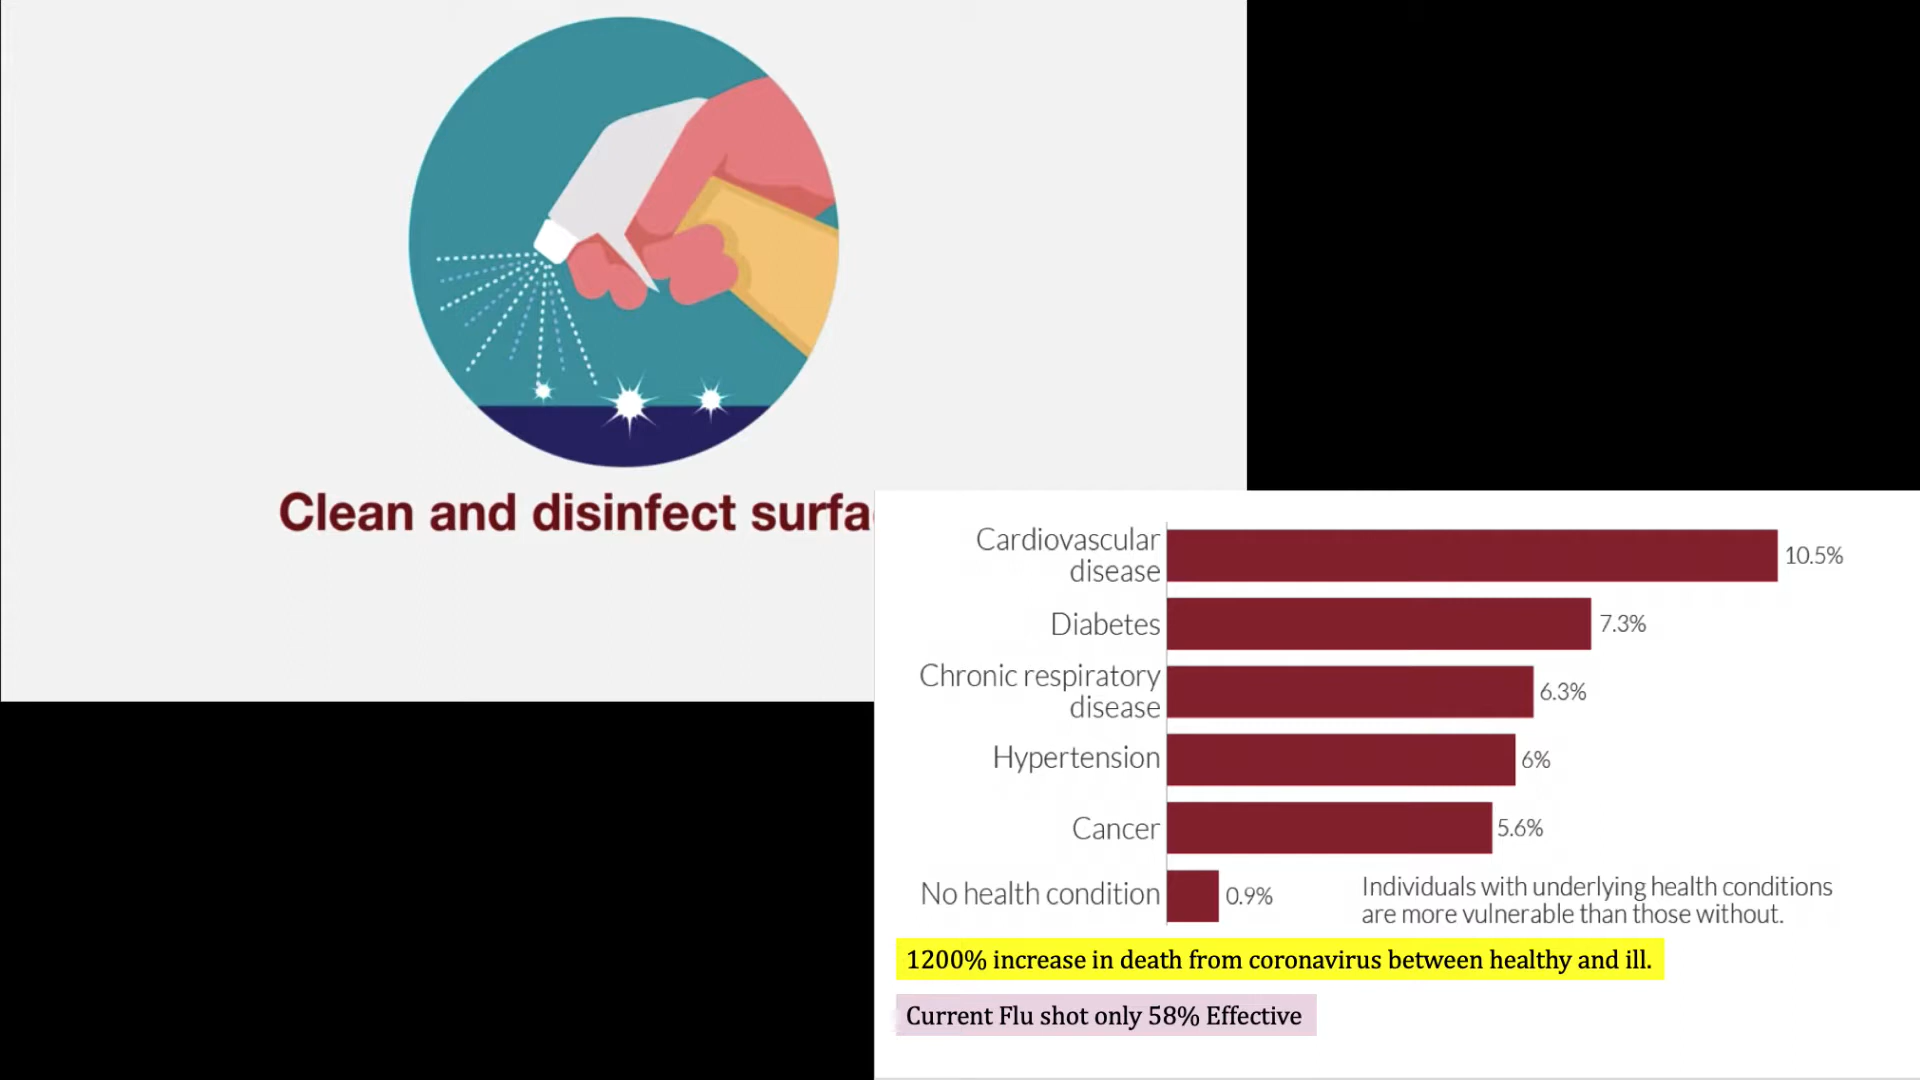 Clean and disinfect surfa
Cardiovascular
disease
10.5%
Diabetes
7.3%
Chronic respiratory
disease
6.3%
Hypertension
6%
Cancer
5.6%
No health condition
0.9%
Individuals with underlying health conditions
are more vulnerable than those without.
1200% increase in death from coronavirus between healthy and ill.
Current Flu shot only 58% Effective